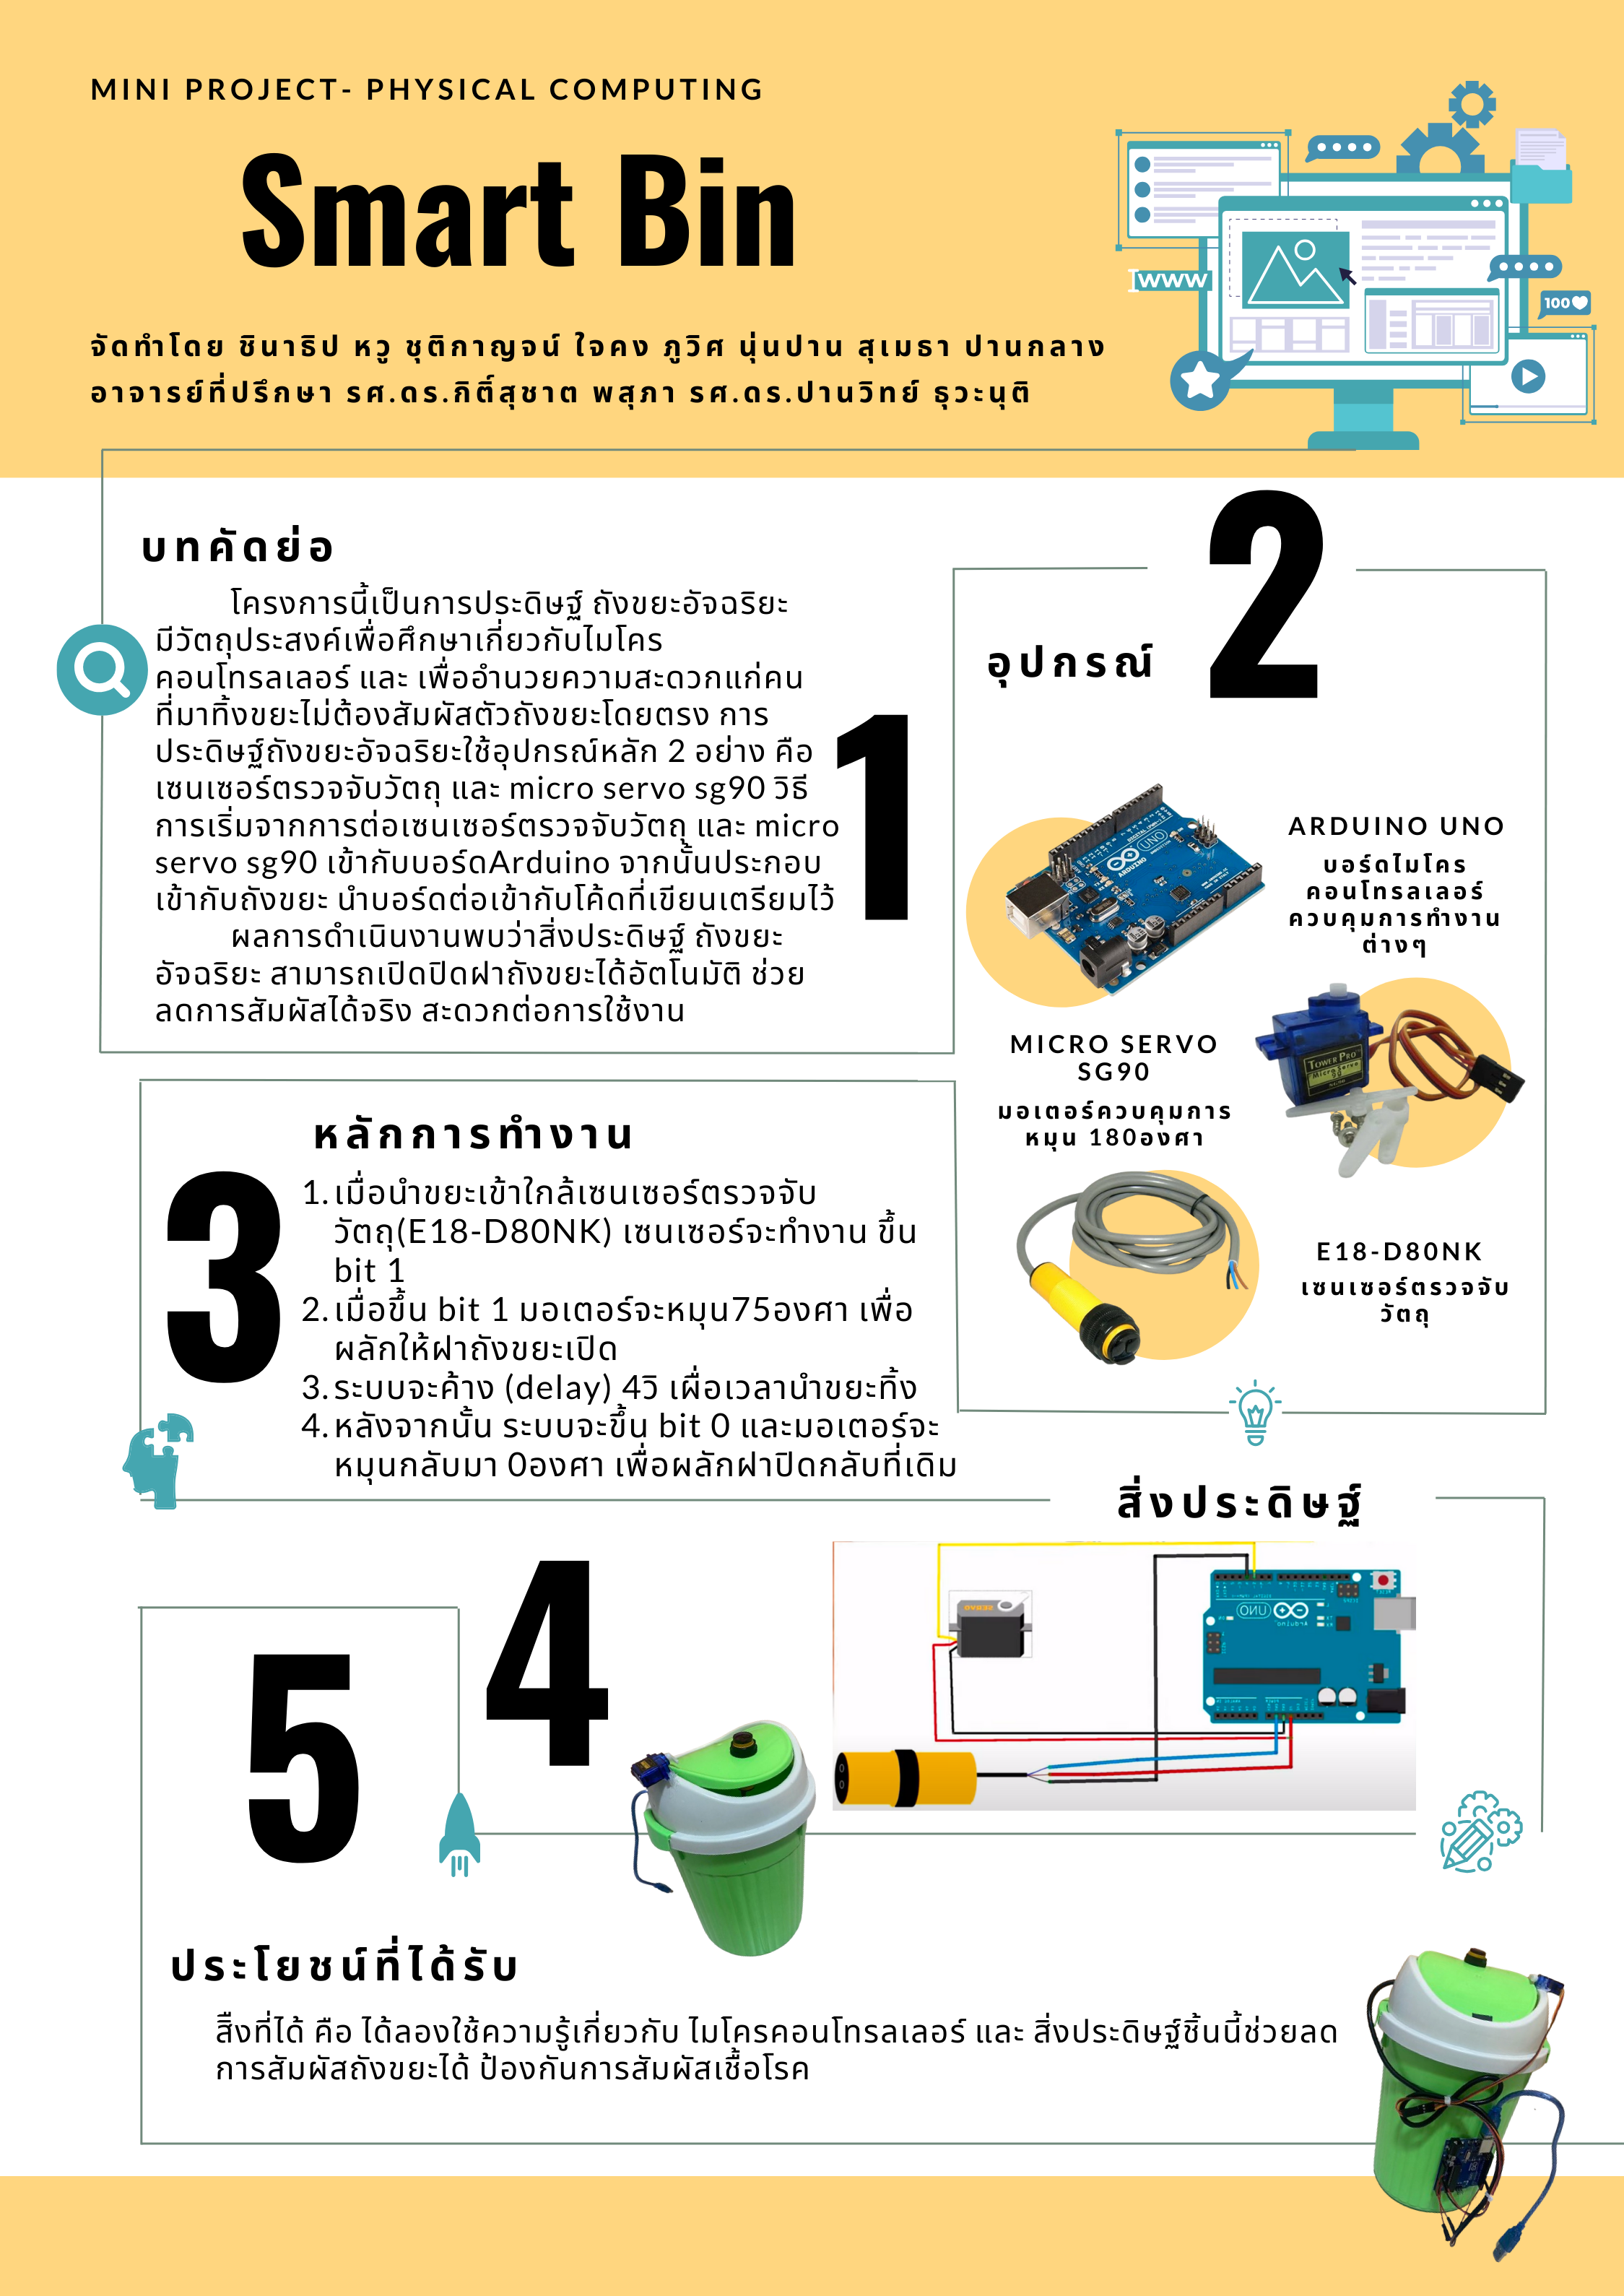 MINI PROJECT- PHYSICAL COMPUTING
Smart Bin
จัดทำโดย ชินาธิป หวู ชุติกาญจน์ ใจคง ภูวิศ นุ่นปาน สุเมธา ปานกลาง
อาจารย์ที่ปรึกษา รศ.ดร.กิติ์สุชาต พสุภา รศ.ดร.ปานวิทย์ ธุวะนุติ
WWW
100
1
บทคัดย่อ
โครงการนี้เป็นการประดิษฐ์ ถังขยะอัจฉริยะ
มีวัตถุประสงค์เพื่อศึกษาเกี่ยวกับไมโคร
คอนโทรลเลอร์ และ เพื่ออำนวยความสะดวกแก่คน
ที่มาทิ้งขยะไม่ต้องสัมผัสตัวถังขยะโดยตรง การ
ประดิษฐ์ถังขยะอัจฉริยะใช้อุปกรณ์หลัก 2 อย่าง คือ
เซนเซอร์ตรวจจับวัตถุ และ micro servo sg90 วิธี
การเริ่มจากการต่อเซนเซอร์ตรวจจับวัตถุ และ micro
servo sg90 เข้ากับบอร์ดArduino จากนั้นประกอบ
เข้ากับถังขยะ นำบอร์ดต่อเข้ากับโค้ดที่เขียนเตรียมไว้
ผลการดำเนินงานพบว่าสิ่งประดิษฐ์ ถังขยะ
อัจฉริยะ สามารถเปิดปิดฝาถังขยะได้อัตโนมัติ ช่วย
ลดการสัมผัสได้จริง สะดวกต่อการใช้งาน
2
อุปกรณ์
ARDUINO UNO
บอร์ดไมโคร
คอนโทรลเลอร์
ควบคุมการทำงาน
ต่างๆ
UNO
ARDUINO
MICRO SERVO
SG90
มอเตอร์ควบคุมการ
หมุน 180องศา
TOWER PRO
Micro Servo
E18-D80NK
เซนเซอร์ตรวจจับ
วัตถุ
3
หลักการทำงาน
1. เมื่อนำขยะเข้าใกล้เซนเซอร์ตรวจจับ
วัตถุ(E18-D80NK) เซนเซอร์จะทำงาน ขึ้น
bit 1
2. เมื่อขึ้น bit 1 มอเตอร์จะหมุน75องศา เพื่อ
ผลักให้ฝาถังขยะเปิด
3. ระบบจะค้าง (delay) 4วิ เผื่อเวลานำขยะทิ้ง
4. หลังจากนั้น ระบบจะขึ้น bit 0 และมอเตอร์จะ
หมุนกลับมา 0องศา เพื่อผลักฝาปิดกลับที่เดิม
4
สิ่งประดิษฐ์
SERVO
UNO
5
ประโยชน์ที่ได้รับ
สิ่งที่ได้ คือ ได้ลองใช้ความรู้เกี่ยวกับ ไมโครคอนโทรลเลอร์ และ สิ่งประดิษฐ์ชิ้นนี้ช่วยลด
การสัมผัสถังขยะได้ ป้องกันการสัมผัสเชื้อโรค